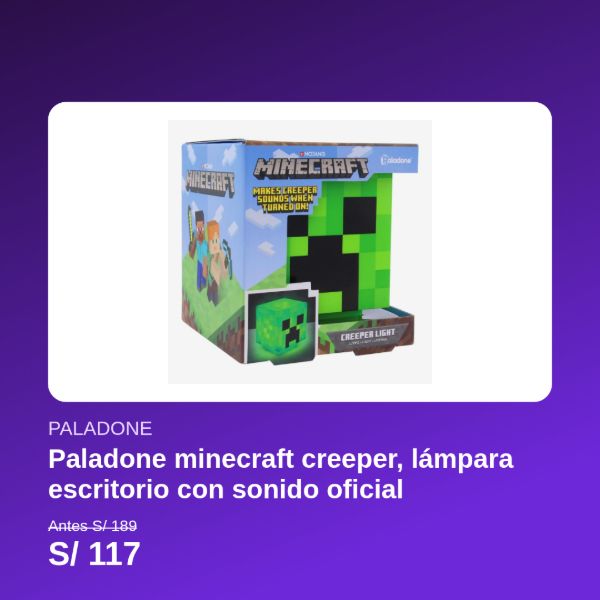 MOJANG
MINECRAFT
paladone
MINECRAFT
MAKES CREEPER
SOUNDS WHEN
TURNED ON!
CREEPER LIGHT
PALADONE
Paladone minecraft creeper, lámpara
escritorio con sonido oficial
Antes S/ 189
S/ 117